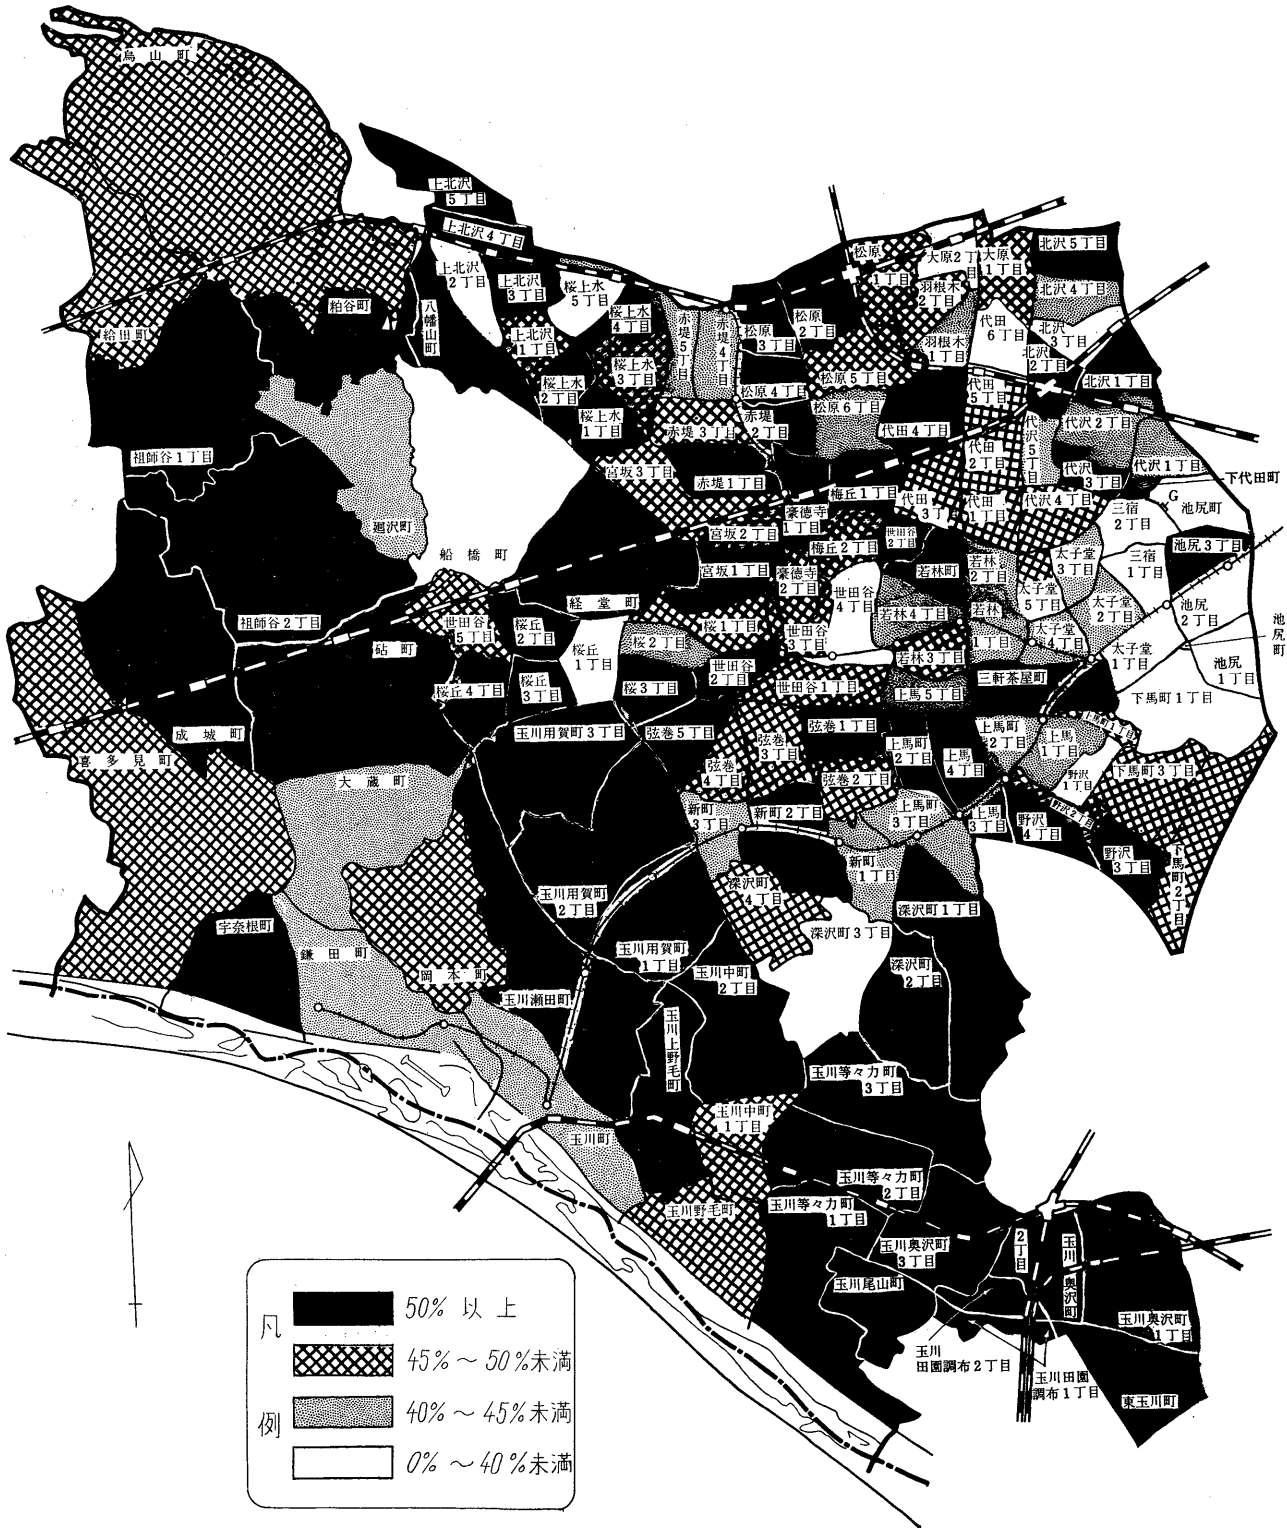 烏山町
上北沢
5丁目
上北沢4丁目
上北沢
2丁目
上北沢
3丁目
桜上水
5丁目
桜上水
4丁目
松原
1丁目
大原2丁目
大原
1丁目
北沢5丁目
羽根木
2丁目
北沢4丁目
粕谷町
給田町
八幡山町
上北沢
1丁目
桜上水
3丁目
桜上水
2丁目
桜上水
1丁目
赤堤5丁目
赤堤4丁目
松原
3丁目
松原
2丁目
羽根木
1丁目
代田
6丁目
北沢
3丁目
北沢
2丁目
北沢1丁目
松原4丁目
松原5丁目
松原6丁目
代田
5丁目
代田4丁目
赤堤3丁目
赤堤
2丁目
代田
2丁目
代沢5丁目
代沢2丁目
代沢
3丁目
代沢1丁目
下代田町
祖師谷1丁目
廻沢町
船橋町
宮坂3丁目
赤堤1丁目
梅丘1丁目
代田
3丁目
代田
1丁目
代沢4丁目
三宿
2丁目
G
池尻町
豪徳寺
1丁目
宮坂2丁目
梅丘2丁目
世田谷
2丁目
池尻3丁目
宮坂1丁目
豪徳寺
2丁目
世田谷
4丁目
若林町
若林
2丁目
太子堂
3丁目
三宿
1丁目
太子堂
5丁目
太子堂
2丁目
池尻
2丁目
池尻町
祖師谷2丁目
砧町
世田谷
5丁目
桜丘
2丁目
経堂町
桜1丁目
世田谷
3丁目
若林4丁目
若林
1丁目
太子堂
4丁目
太子堂
1丁目
池尻
1丁目
桜丘
1丁目
桜2丁目
世田谷
2丁目
若林3丁目
三軒茶屋町
下馬町1丁目
桜丘4丁目
桜丘
3丁目
桜3丁目
世田谷1丁目
上馬5丁目
成城町
喜多見町
玉川用賀町3丁目
弦巻5丁目
弦巻1丁目
弦巻
3丁目
弦巻
4丁目
弦巻2丁目
上馬町
2丁目
上馬
4丁目
上馬町
2丁目
上馬
1丁目
上馬町1丁目
野沢
1丁目
下馬町3丁目
大蔵町
新町
3丁目
新町2丁目
上馬町
3丁目
上馬
3丁目
野沢
4丁目
野沢2丁目
野沢
3丁目
下馬町2丁目
新町
1丁目
玉川用賀町
2丁目
深沢町
4丁目
深沢町1丁目
深沢町3丁目
宇奈根町
鎌田町
岡本町
玉川用賀町
1丁目
玉川中町
2丁目
深沢町
2丁目
玉川瀬田町
玉川上野毛町
玉川等々力町
3丁目
玉川町
玉川中町
1丁目
玉川野毛町
玉川等々力町
2丁目
玉川等々力町
1丁目
玉川奥沢町
3丁目
2丁目
玉川奥沢町
玉川尾山町
玉川奥沢町
1丁目
玉川
田園調布2丁目
玉川田園
調布1丁目
東玉川町
凡例
50%以上
45%～50%未満
40%～45%未満
0%～40%未満